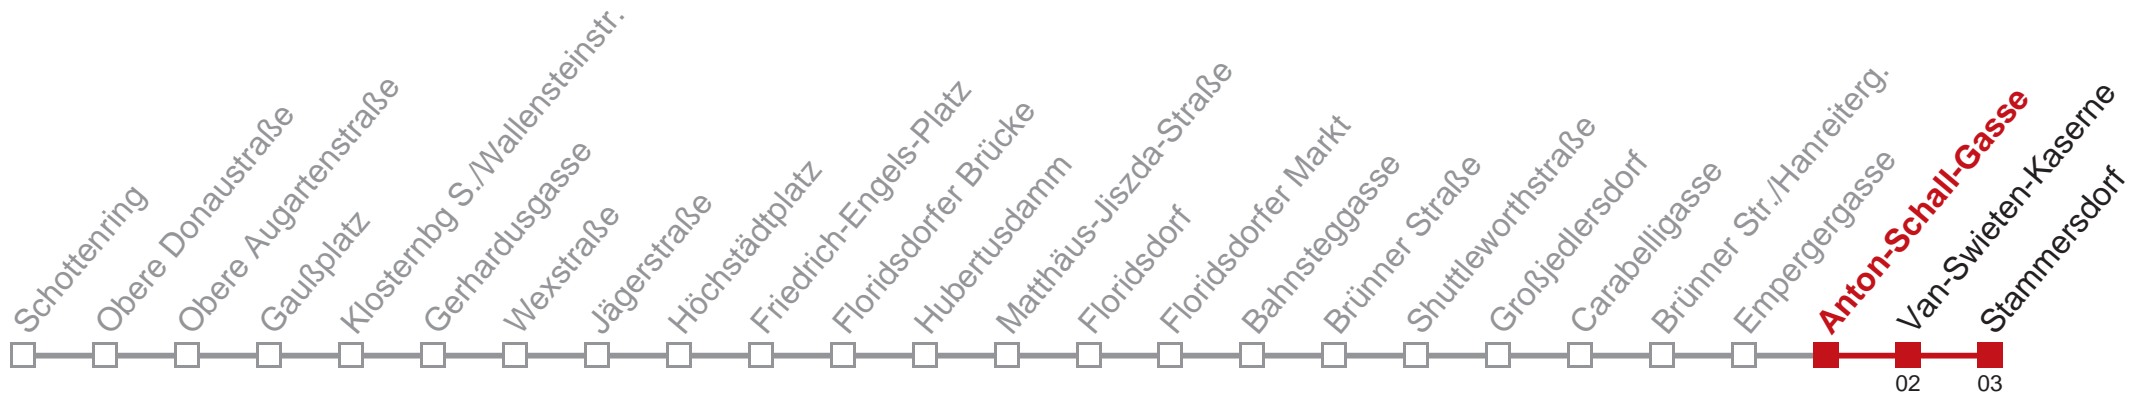 Schottenring
Obere Donaustraße
Obere Augartenstraße
Gaußplatz
Klosternbg S./Wallensteinstr.
Gerhardusgasse
Wexstraße
Jägerstraße
Höchstädtplatz
Friedrich-Engels-Platz
Floridsdorfer Brücke
Hubertusdamm
Matthäus-Jiszda-Straße
Floridsdorf
Floridsdorfer Markt
Bahnsteggasse
Brünner Straße
Shuttleworthstraße
Großjedlersdorf
Carabelligasse
Brünner Str./Hanreiterg.
Empergergasse
Anton-Schall-Gasse
Van-Swieten-Kaserne
Stammersdorf
02
03